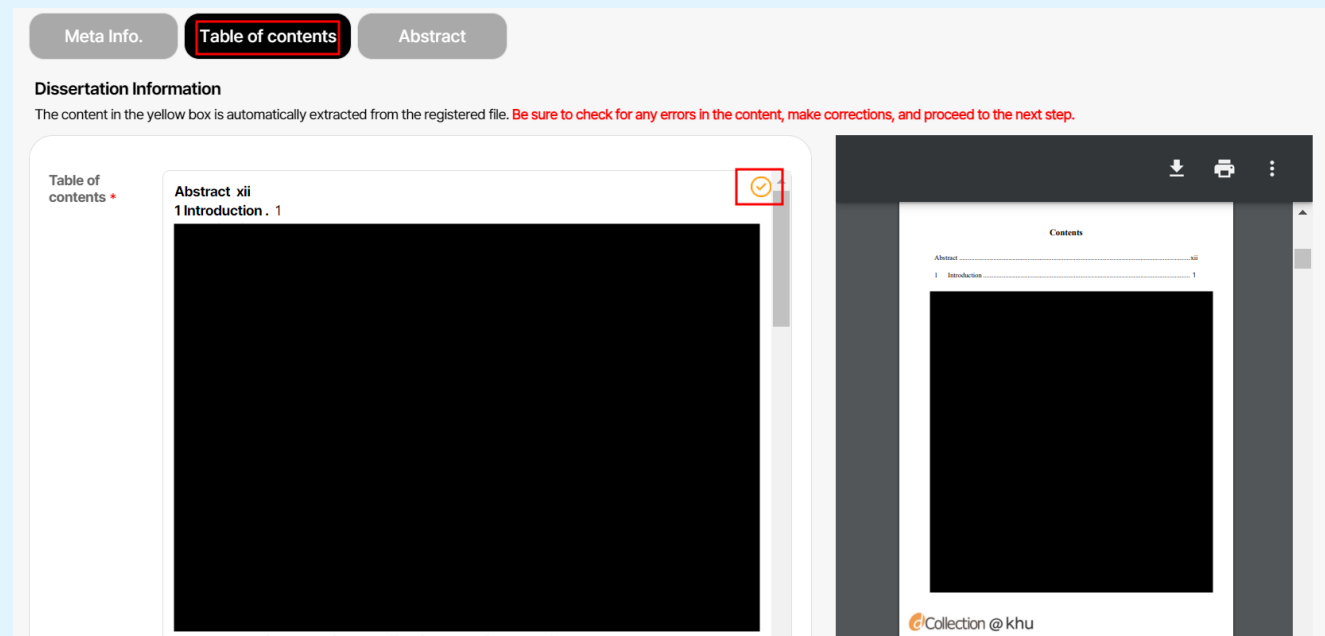 Meta Info.
Table of contents
Abstract
Dissertation Information
The content in the yellow box is automatically extracted from the registered file. Be sure to check for any errors in the content, make corrections, and proceed to the next step.
Table of
contents *
Abstract xii
1 Introduction . 1
Contents
Abstract ........ xii
1 Introduction ........ 1
dCollection @ khu